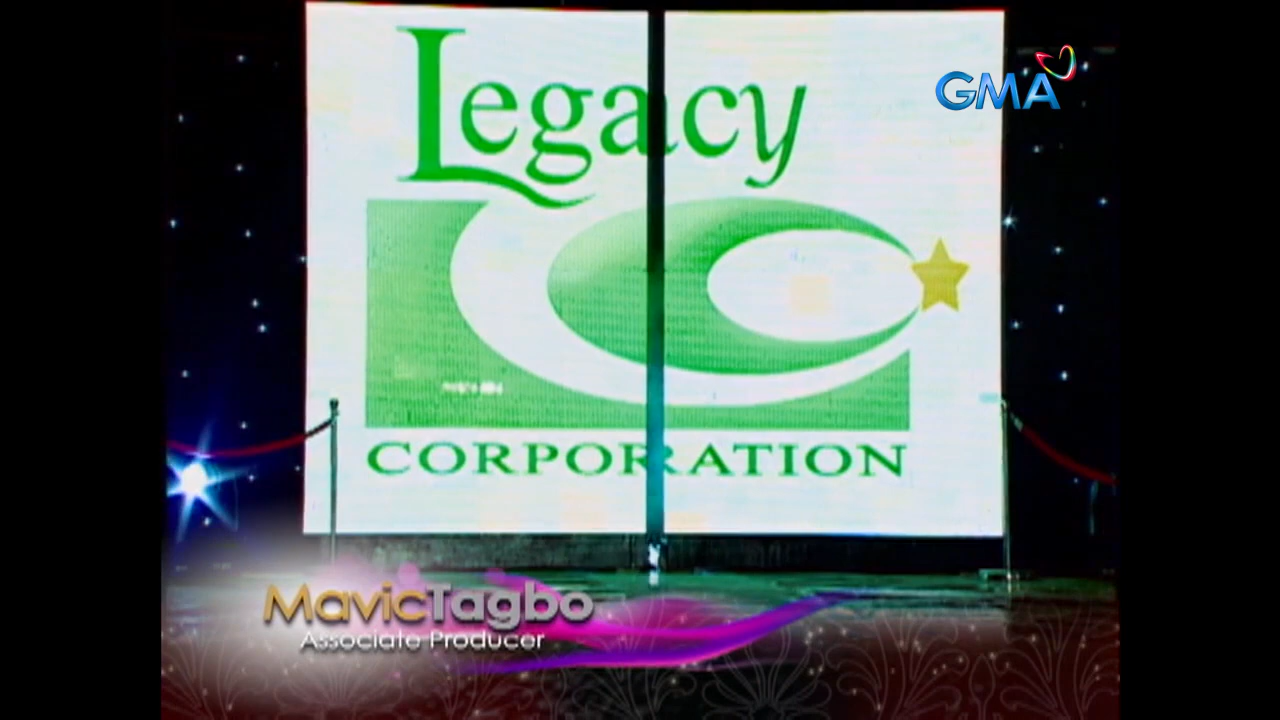 Legacy
GMA
CORPORATION
MavicTagbo
Associate Producer